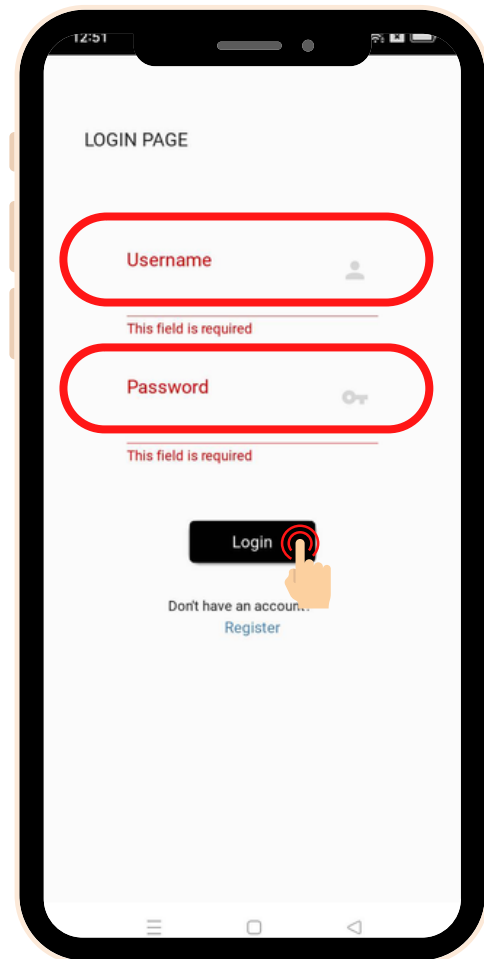 12:51
LOGIN PAGE
Username
This field is required
Password
This field is required
Login
Don't have an account?
Register